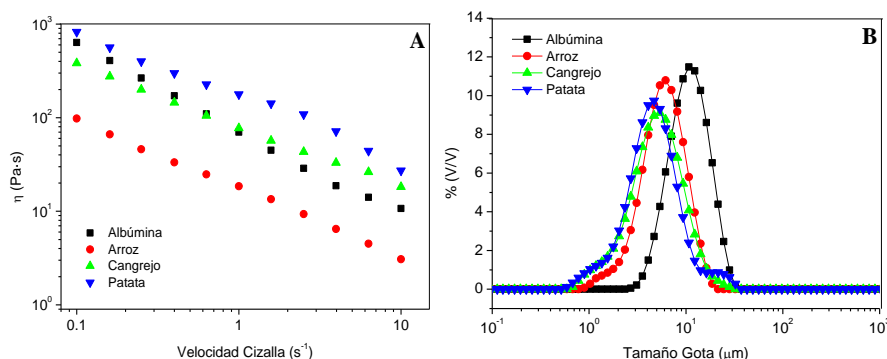 A
η (Pa·s)
10³
10²
10¹
10⁰
Albúmina
Arroz
Cangrejo
Patata
0.1
1
10
Velocidad Cizalla (s⁻¹)
B
% (V/V)
14
12
10
8
6
4
2
0
Albúmina
Arroz
Cangrejo
Patata
10⁻¹
10⁰
10¹
10²
10³
Tamaño Gota (μm)